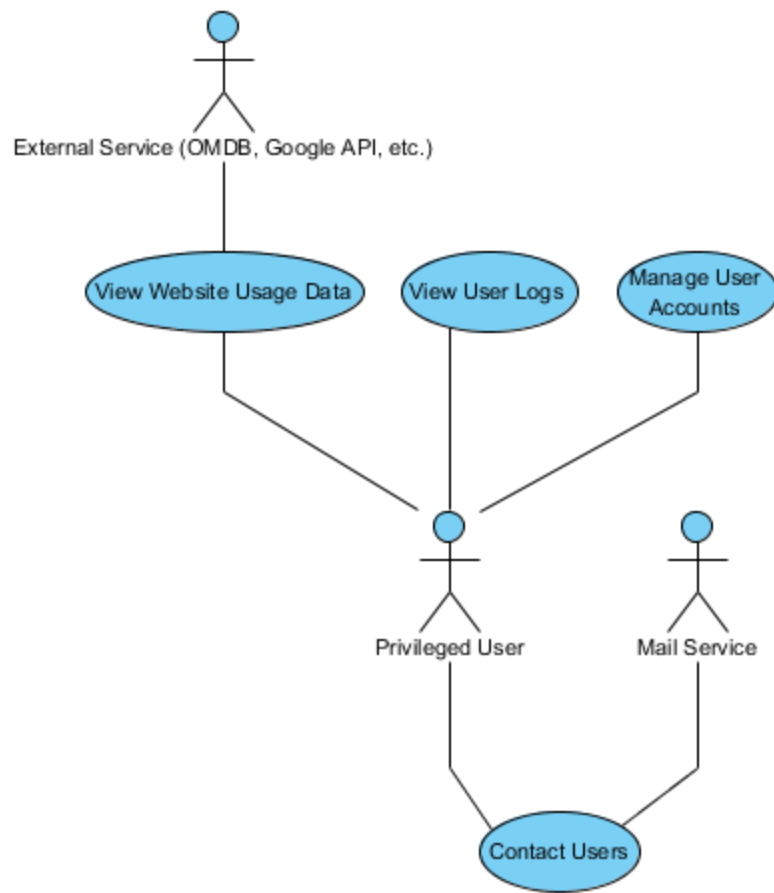 External Service (OMDB, Google API, etc.)
View Website Usage Data
View User Logs
Manage User
Accounts
Privileged User
Mail Service
Contact Users